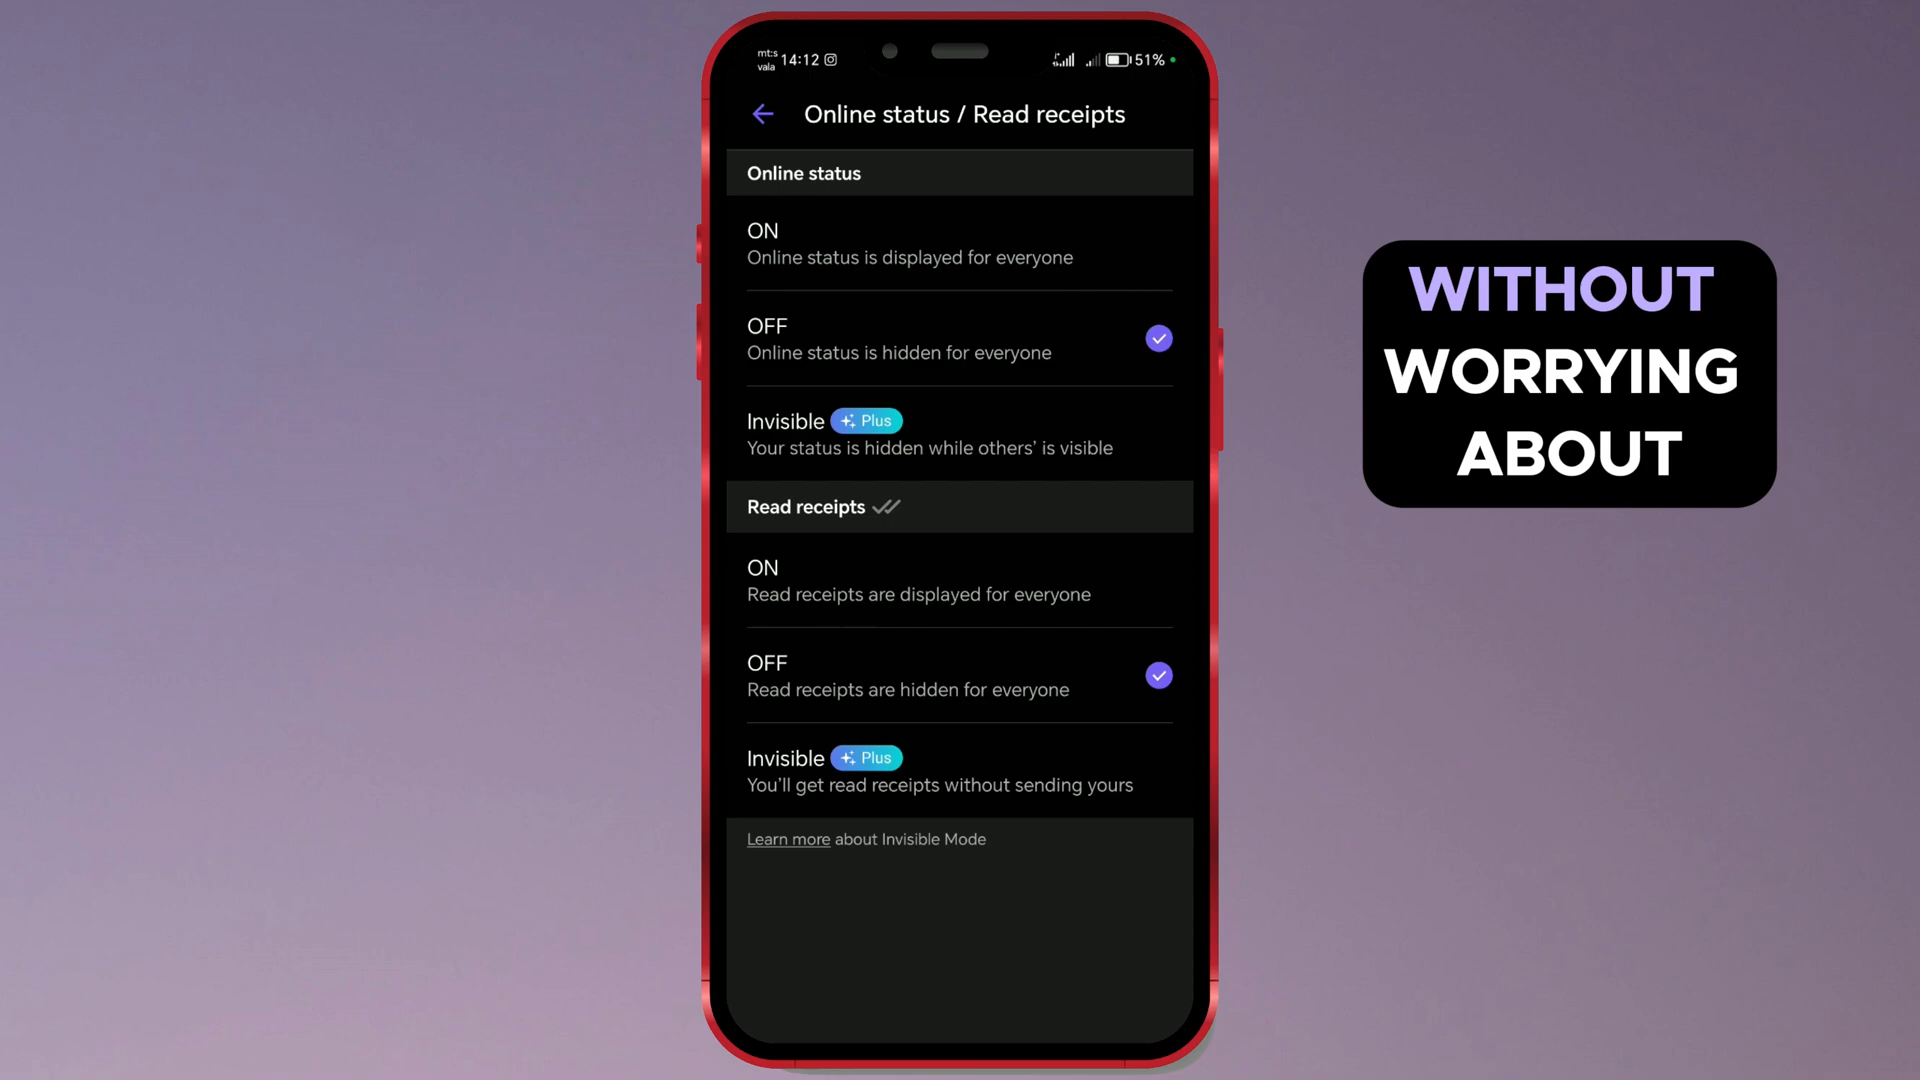 mt:s
vala
14:12
51%
Online status / Read receipts
Online status
ON
Online status is displayed for everyone
OFF
Online status is hidden for everyone
Invisible Plus
Your status is hidden while others’ is visible
Read receipts
ON
Read receipts are displayed for everyone
OFF
Read receipts are hidden for everyone
Invisible Plus
You’ll get read receipts without sending yours
Learn more about Invisible Mode
WITHOUT
WORRYING
ABOUT